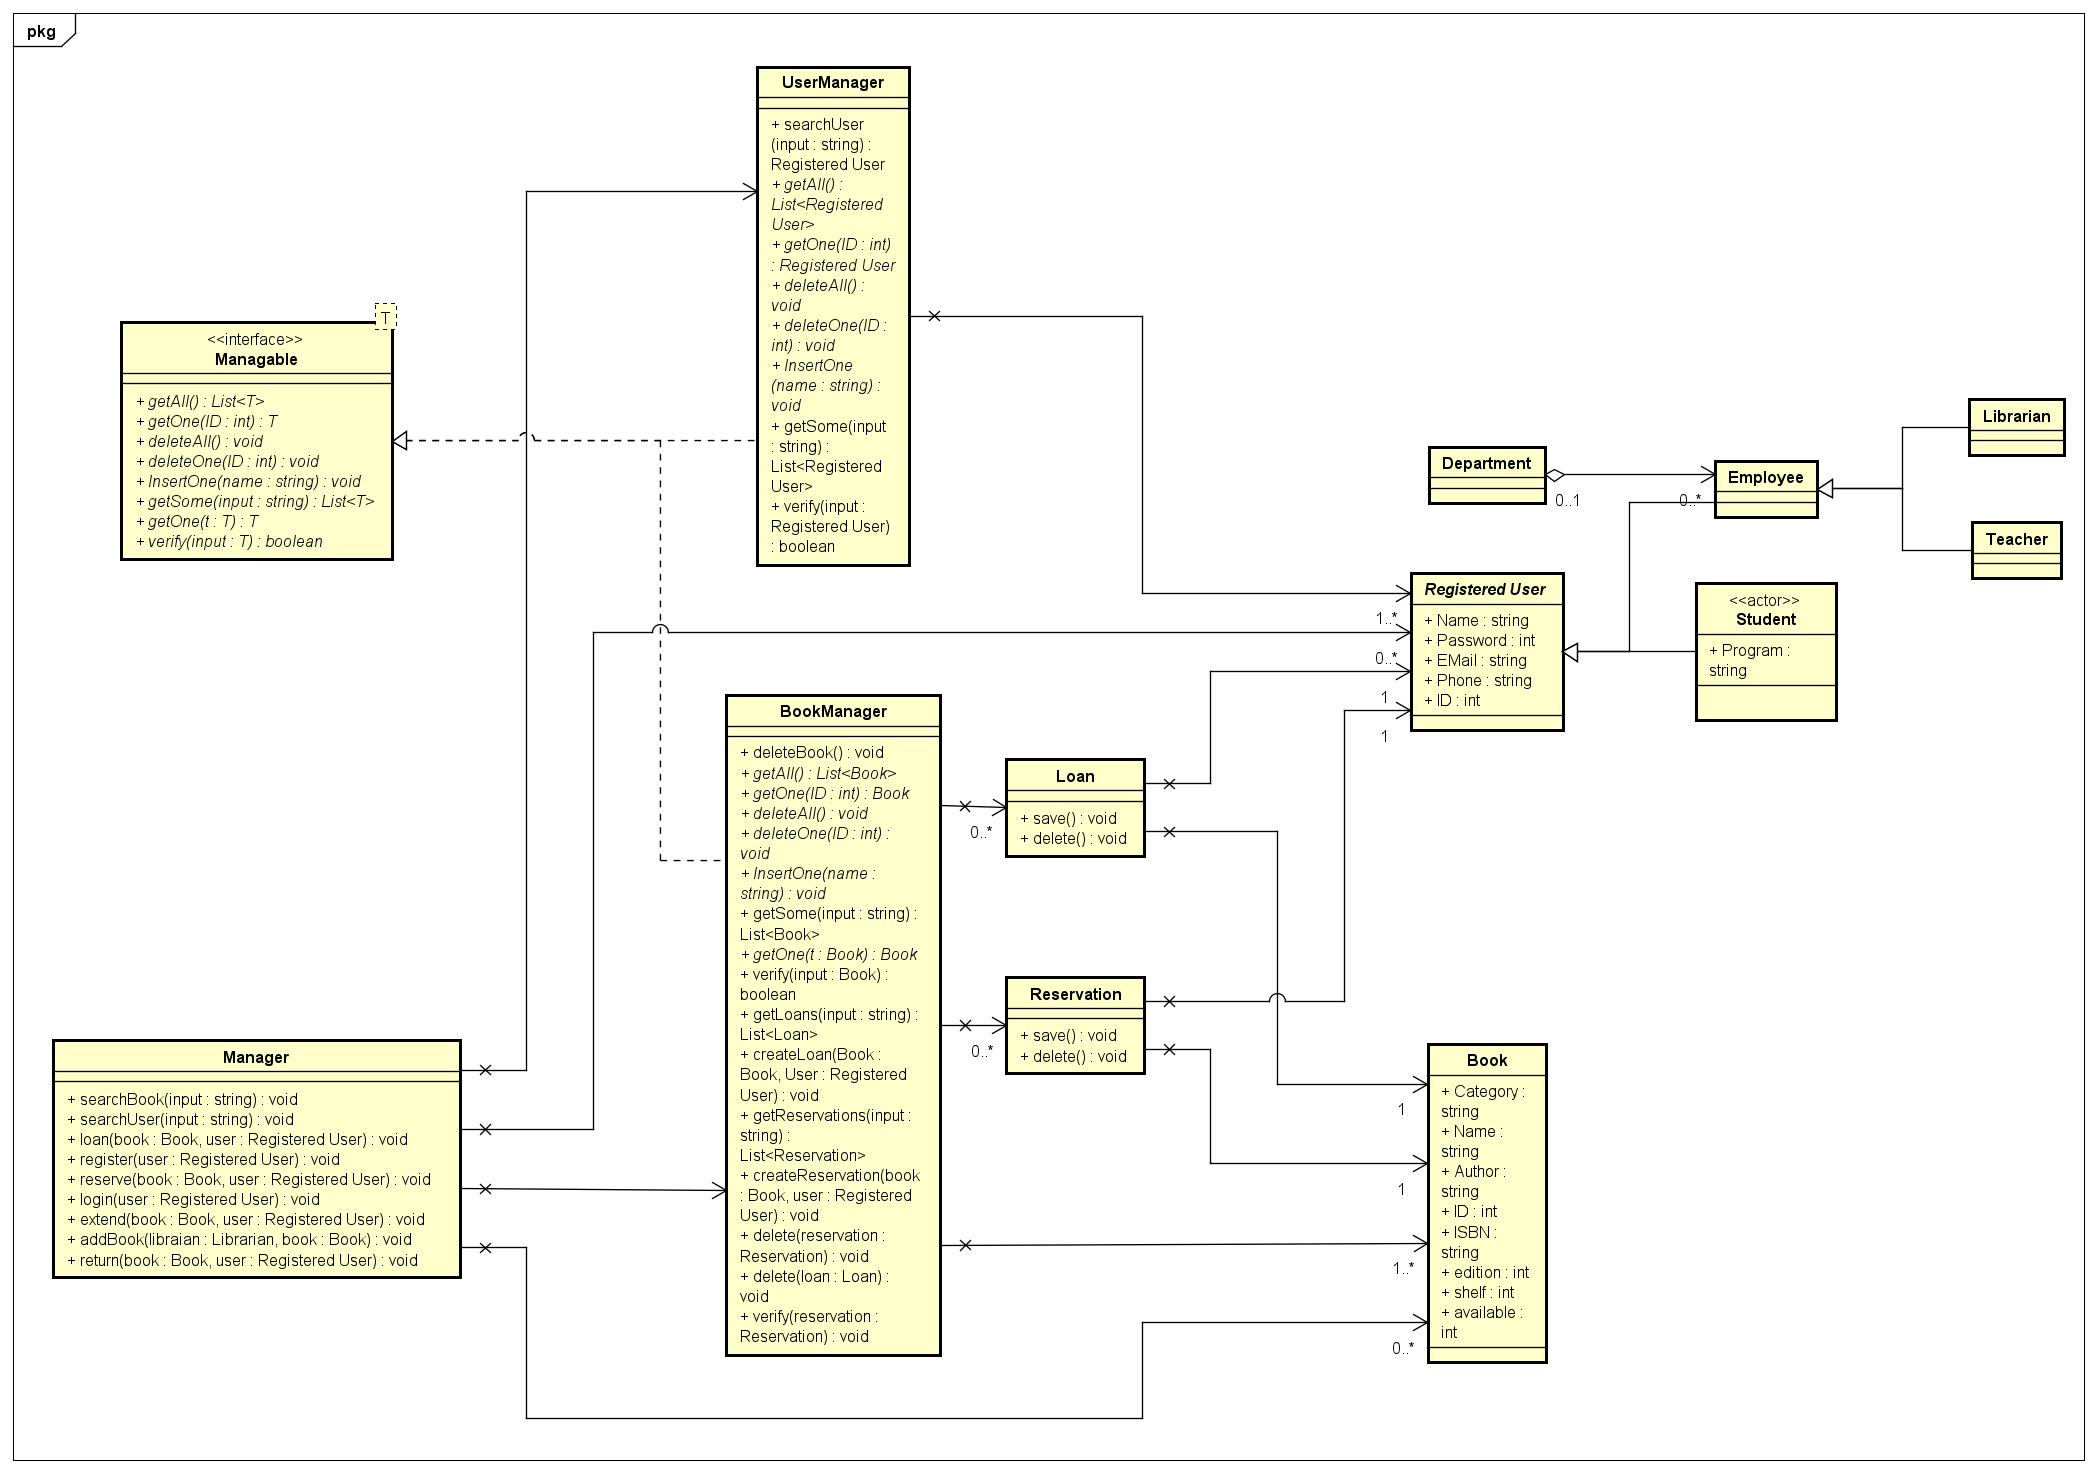 pkg
UserManager
+ searchUser
(input : string) :
Registered User
+ getAll() :
List<Registered
User>
+ getOne(ID : int)
: Registered User
+ deleteAll() :
void
+ deleteOne(ID :
int) : void
+ InsertOne
(name : string) :
void
+ getSome(input
: string) :
List<Registered
User>
+ verify(input :
Registered User)
: boolean
T
<<interface>>
Managable
+ getAll() : List<T>
+ getOne(ID : int) : T
+ deleteAll() : void
+ deleteOne(ID : int) : void
+ InsertOne(name : string) : void
+ getSome(input : string) : List<T>
+ getOne(t : T) : T
+ verify(input : T) : boolean
Librarian
Department
0..1
Employee
0..*
Teacher
Registered User
+ Name : string
+ Password : int
+ EMail : string
+ Phone : string
+ ID : int
1..*
0..*
1
1
<<actor>>
Student
+ Program :
string
BookManager
+ deleteBook() : void
+ getAll() : List<Book>
+ getOne(ID : int) : Book
+ deleteAll() : void
+ deleteOne(ID : int) :
void
+ InsertOne(name :
string) : void
+ getSome(input : string) :
List<Book>
+ getOne(t : Book) : Book
+ verify(input : Book) :
boolean
+ getLoans(input : string) :
List<Loan>
+ createLoan(Book :
Book, User : Registered
User) : void
+ getReservations(input :
string) :
List<Reservation>
+ createReservation(book
: Book, user : Registered
User) : void
+ delete(reservation :
Reservation) : void
+ delete(loan : Loan) :
void
+ verify(reservation :
Reservation) : void
0..*
Loan
+ save() : void
+ delete() : void
0..*
Reservation
+ save() : void
+ delete() : void
Manager
+ searchBook(input : string) : void
+ searchUser(input : string) : void
+ loan(book : Book, user : Registered User) : void
+ register(user : Registered User) : void
+ reserve(book : Book, user : Registered User) : void
+ login(user : Registered User) : void
+ extend(book : Book, user : Registered User) : void
+ addBook(libraian : Librarian, book : Book) : void
+ return(book : Book, user : Registered User) : void
Book
+ Category :
string
+ Name :
string
+ Author :
string
+ ID : int
+ ISBN :
string
+ edition : int
+ shelf : int
+ available :
int
1
1
1..*
0..*